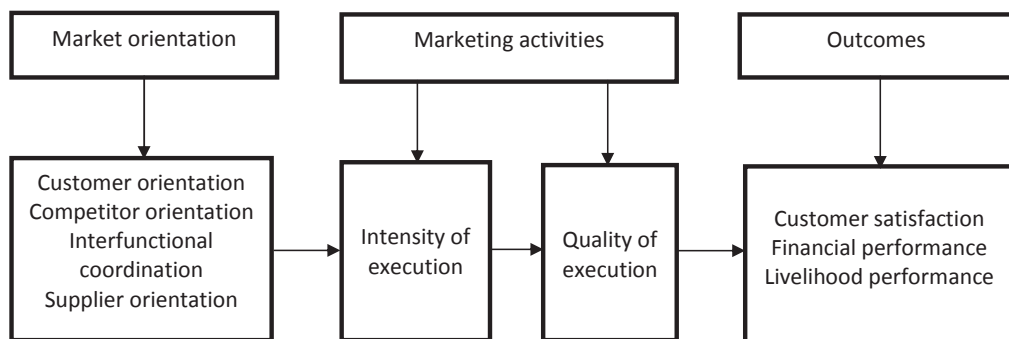 Market orientation
Marketing activities
Outcomes
Customer orientation
Competitor orientation
Interfunctional
coordination
Supplier orientation
Intensity of
execution
Quality of
execution
Customer satisfaction
Financial performance
Livelihood performance